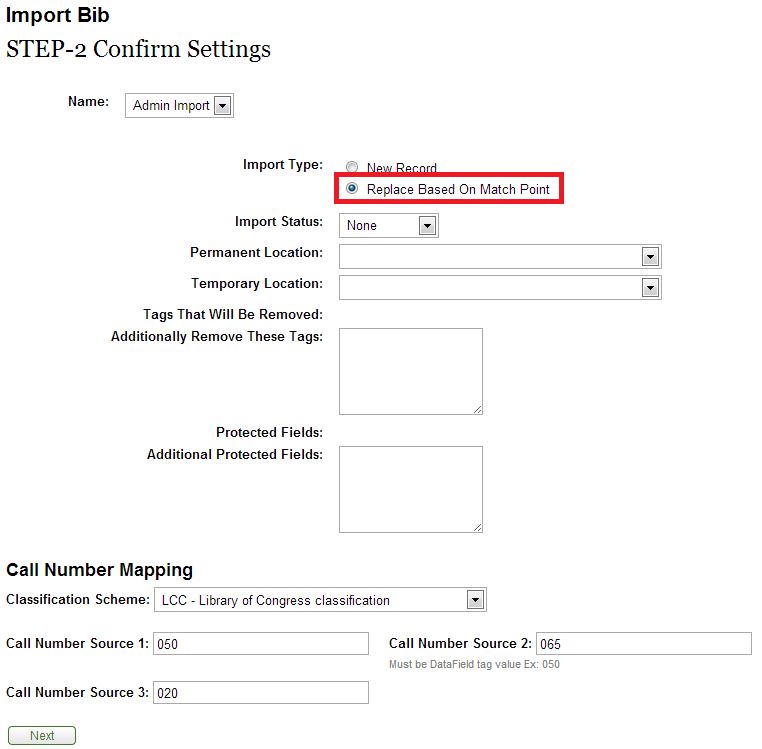 Import Bib
STEP-2 Confirm Settings
Name: Admin Import
Import Type: New Record
Replace Based On Match Point
Import Status: None
Permanent Location:
Temporary Location:
Tags That Will Be Removed:
Additionally Remove These Tags:
Protected Fields:
Additional Protected Fields:
Call Number Mapping
Classification Scheme: LCC - Library of Congress classification
Call Number Source 1: 050 Call Number Source 2: 065
Must be DataField tag value Ex: 050
Call Number Source 3: 020
Next